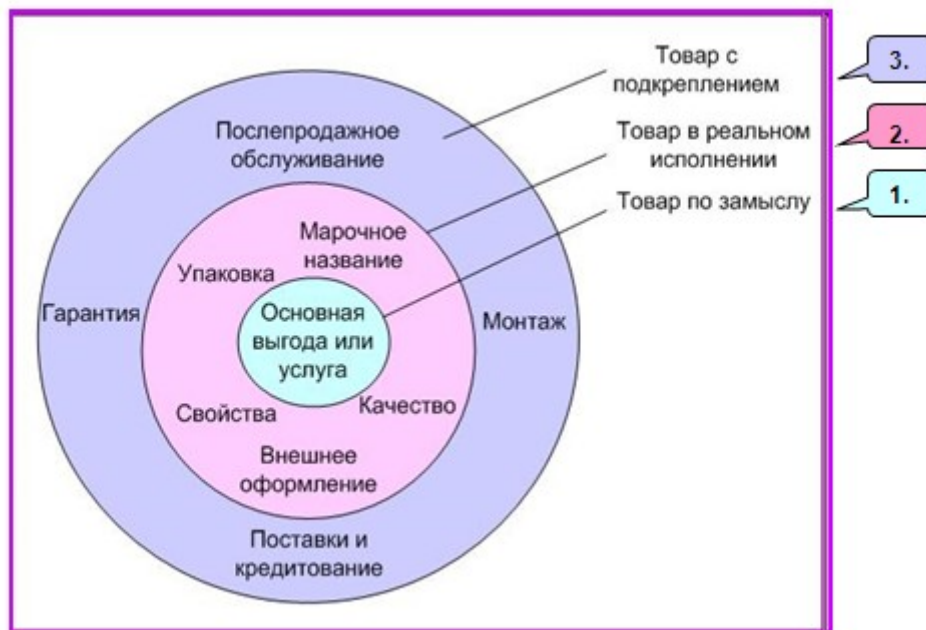 Товар с
подкреплением
3.
Послепродажное
обслуживание
Товар в реальном
исполнении
2.
Товар по замыслу
1.
Марочное
название
Упаковка
Гарантия
Основная
выгода или
услуга
Монтаж
Свойства
Качество
Внешнее
оформление
Поставки и
кредитование